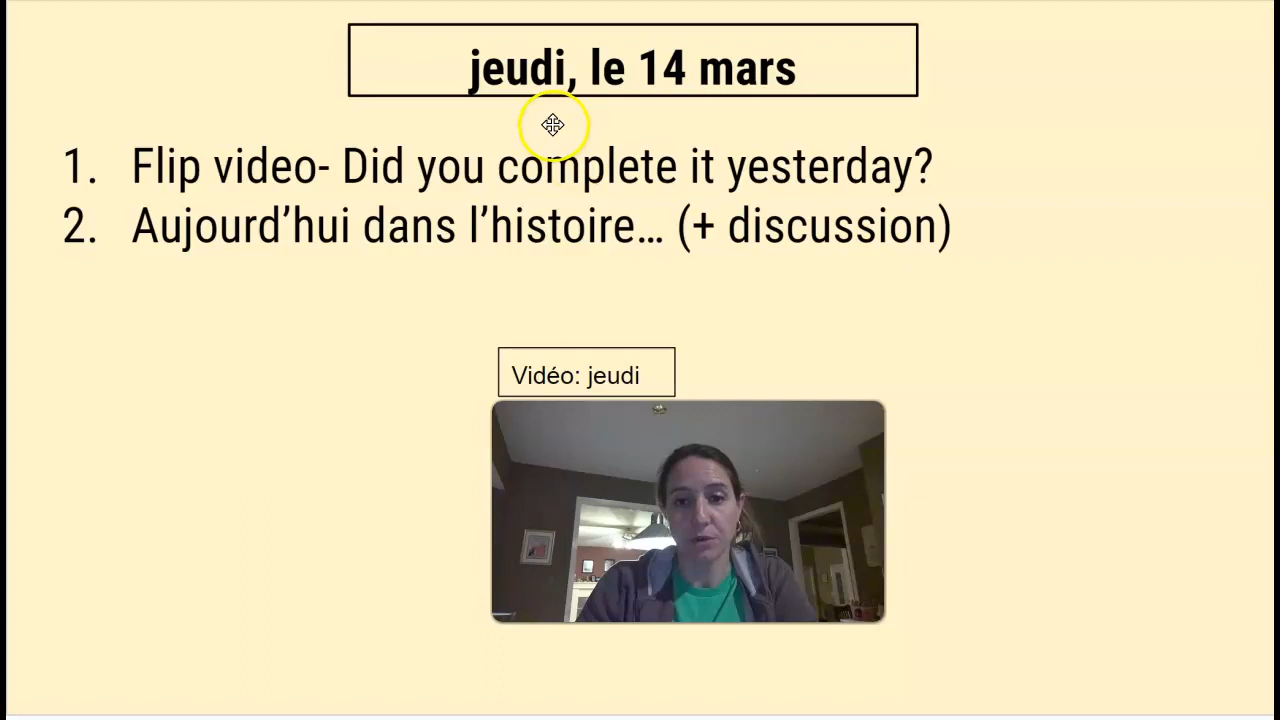 jeudi, le 14 mars
1. Flip video- Did you complete it yesterday?
2. Aujourd’hui dans l’histoire… (+ discussion)
Vidéo: jeudi